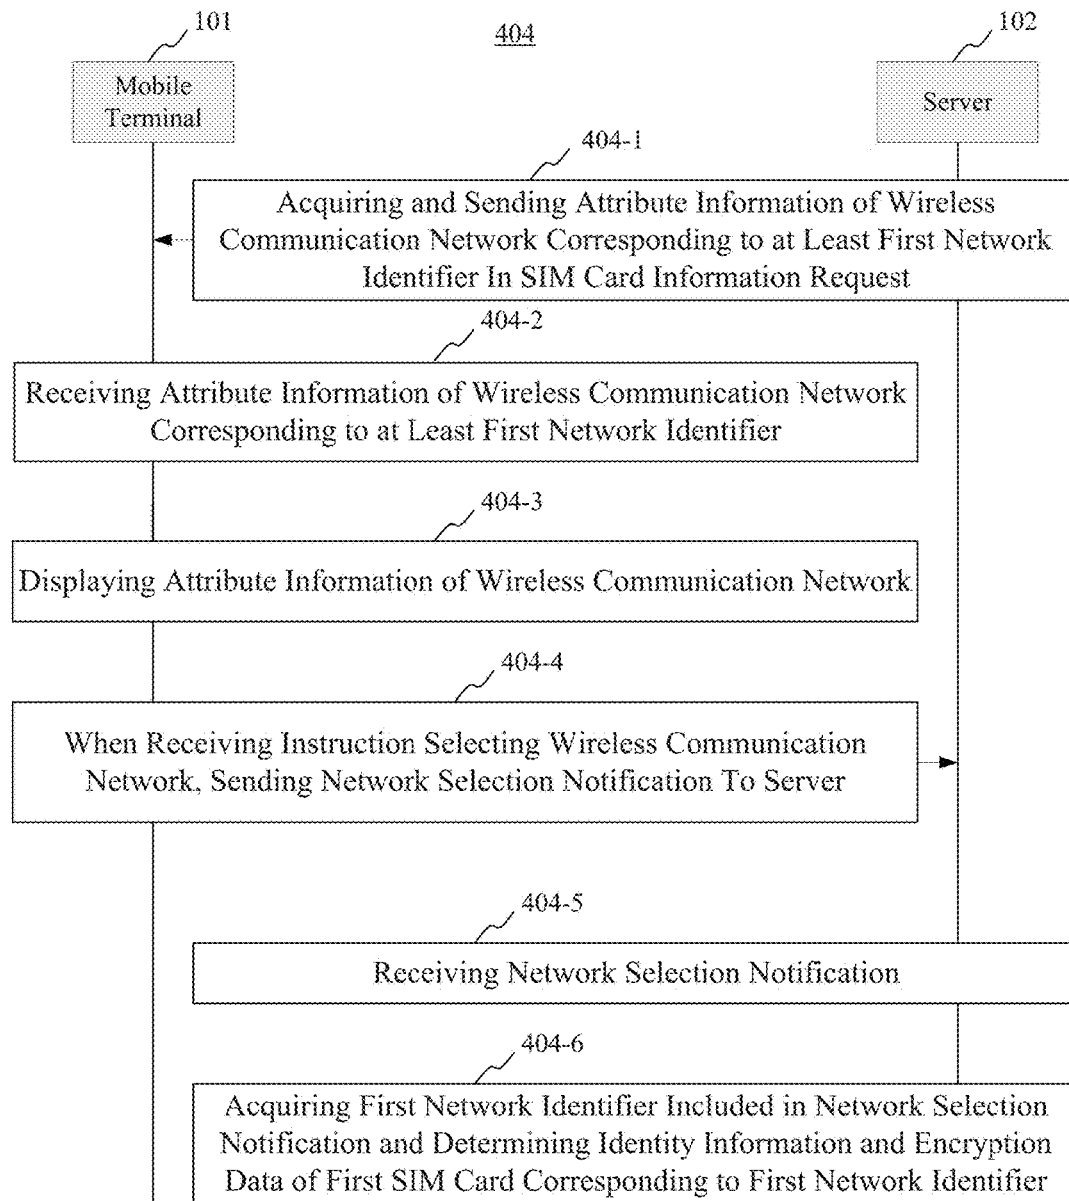 101
404
102
Mobile
Terminal
Server
404-1
Acquiring and Sending Attribute Information of Wireless
Communication Network Corresponding to at Least First Network
Identifier In SIM Card Information Request
404-2
Receiving Attribute Information of Wireless Communication Network
Corresponding to at Least First Network Identifier
404-3
Displaying Attribute Information of Wireless Communication Network
404-4
When Receiving Instruction Selecting Wireless Communication
Network, Sending Network Selection Notification To Server
404-5
Receiving Network Selection Notification
404-6
Acquiring First Network Identifier Included in Network Selection
Notification and Determining Identity Information and Encryption
Data of First SIM Card Corresponding to First Network Identifier